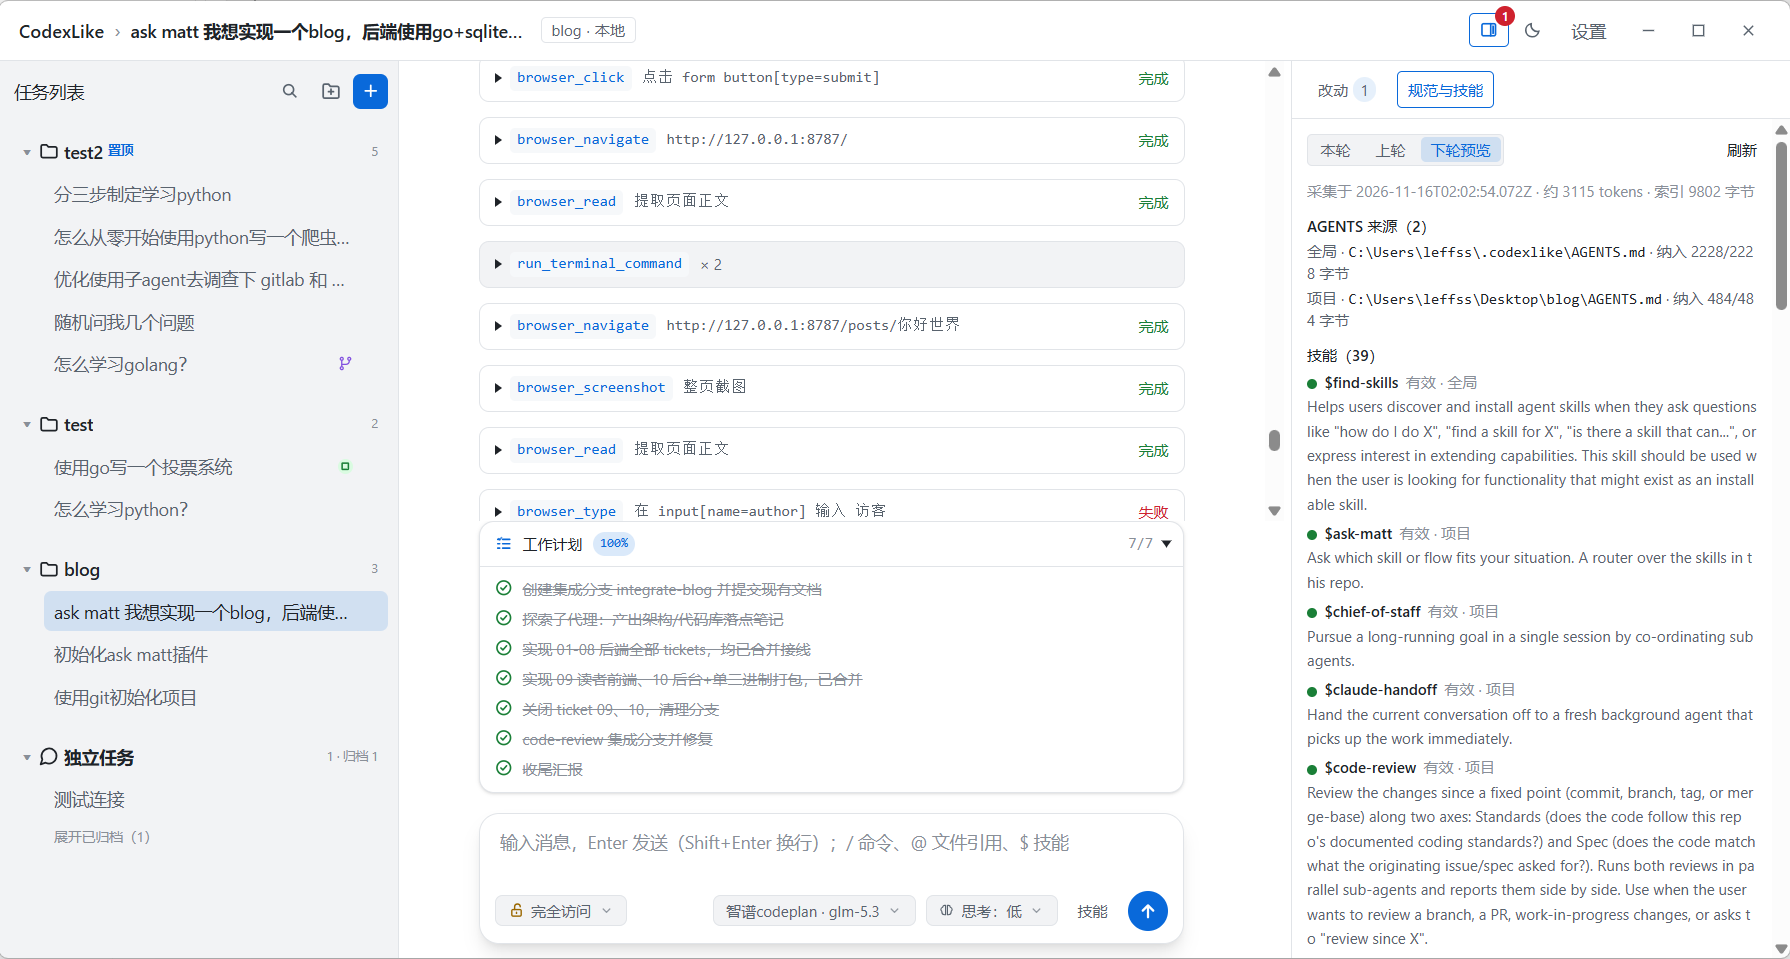 CodexLike › ask matt 我想实现一个blog，后端使用go+sqlite... blog · 本地
1
设置
任务列表
test2 置顶 5
分三步制定学习python
怎么从零开始使用python写一个爬虫...
优化使用子agent去调查下 gitlab 和 ...
随机问我几个问题
怎么学习golang？
test 2
使用go写一个投票系统
怎么学习python？
blog 3
ask matt 我想实现一个blog，后端使...
初始化ask matt插件
使用git初始化项目
独立任务 1 · 归档 1
测试连接
展开已归档（1）
browser_click 点击 form button[type=submit] 完成
browser_navigate http://127.0.0.1:8787/ 完成
browser_read 提取页面正文 完成
run_terminal_command × 2
browser_navigate http://127.0.0.1:8787/posts/你好世界 完成
browser_screenshot 整页截图 完成
browser_read 提取页面正文 完成
browser_type 在 input[name=author] 输入 访客 失败
工作计划 100% 7/7
创建集成分支 integrate-blog 并提交现有文档
探索子代理：产出架构/代码库落点笔记
实现 01-08 后端全部 tickets，均已合并接线
实现 09 读者前端、10 后台+单二进制打包，已合并
关闭 ticket 09、10，清理分支
code-review 集成分支并修复
收尾汇报
输入消息，Enter 发送（Shift+Enter 换行）；/ 命令、@ 文件引用、$ 技能
完全访问 智谱codeplan · glm-5.3 思考：低 技能
改动 1 规范与技能
本轮 上轮 下轮预览 刷新
采集于 2026-11-16T02:02:54.072Z · 约 3115 tokens · 索引 9802 字节
AGENTS 来源（2）
全局 · C:\Users\leffss\.codexlike\AGENTS.md · 纳入 2228/222
8 字节
项目 · C:\Users\leffss\Desktop\blog\AGENTS.md · 纳入 484/48
4 字节
技能（39）
$find-skills 有效 · 全局
Helps users discover and install agent skills when they ask questions
like "how do I do X", "find a skill for X", "is there a skill that can...", or
express interest in extending capabilities. This skill should be used w
hen the user is looking for functionality that might exist as an install
able skill.
$ask-matt 有效 · 项目
Ask which skill or flow fits your situation. A router over the skills in t
his repo.
$chief-of-staff 有效 · 项目
Pursue a long-running goal in a single session by co-ordinating sub
agents.
$claude-handoff 有效 · 项目
Hand the current conversation off to a fresh background agent that
picks up the work immediately.
$code-review 有效 · 项目
Review the changes since a fixed point (commit, branch, tag, or mer
ge-base) along two axes: Standards (does the code follow this rep
o's documented coding standards?) and Spec (does the code match
what the originating issue/spec asked for?). Runs both reviews in pa
rallel sub-agents and reports them side by side. Use when the user
wants to review a branch, a PR, work-in-progress changes, or asks t
o "review since X".